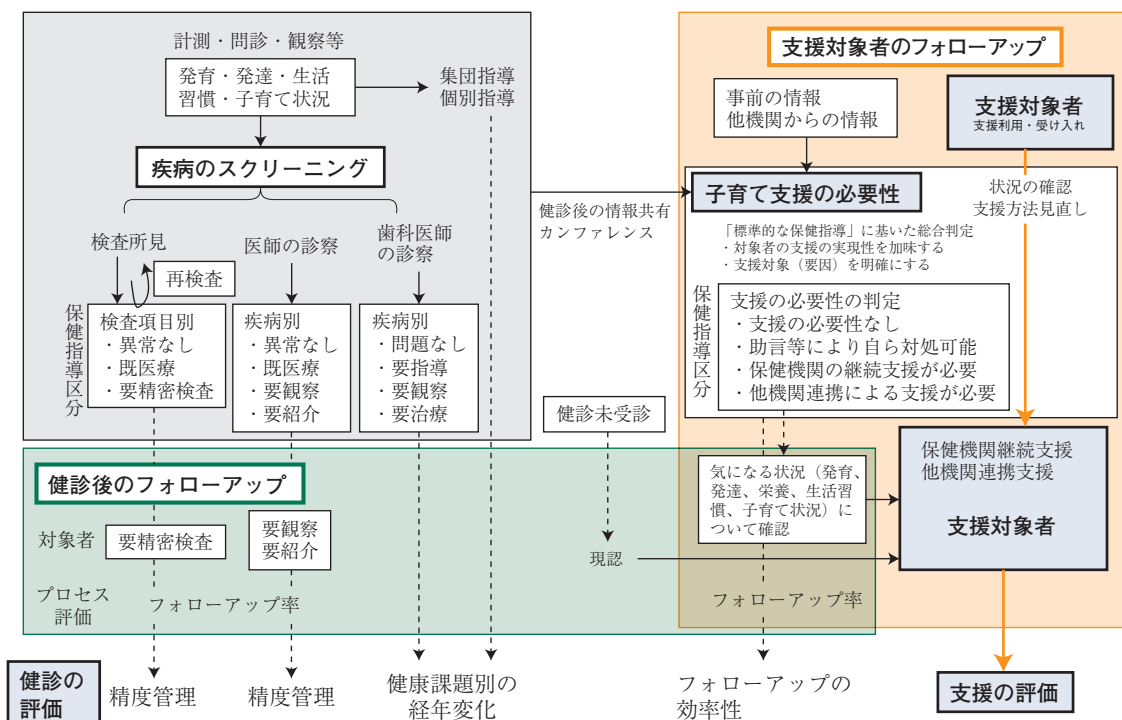 計測・問診・観察等
発育・発達・生活
習慣・子育て状況
集団指導
個別指導
疾病のスクリーニング
検査所見
再検査
医師の診察
歯科医師
の診察
保健指導区分
検査項目別
・異常なし
・既医療
・要精密検査
疾病別
・異常なし
・既医療
・要観察
・要紹介
疾病別
・問題なし
・要指導
・要観察
・要治療
健診後の情報共有
カンファレンス
支援対象者のフォローアップ
事前の情報
他機関からの情報
支援対象者
支援利用・受け入れ
子育て支援の必要性
状況の確認
支援方法見直し
「標準的な保健指導」に基いた総合判定
・対象者の支援の実現性を加味する
・支援対象（要因）を明確にする
保健指導区分
支援の必要性の判定
・支援の必要性なし
・助言等により自ら対処可能
・保健機関の継続支援が必要
・他機関連携による支援が必要
健診未受診
健診後のフォローアップ
対象者
要精密検査
要観察
要紹介
現認
気になる状況（発育、
発達、栄養、生活習
慣、子育て状況）に
ついて確認
保健機関継続支援
他機関連携支援
支援対象者
プロセス
評価
フォローアップ率
フォローアップ率
健診の
評価
精度管理
精度管理
健康課題別の
経年変化
フォローアップの
効率性
支援の評価